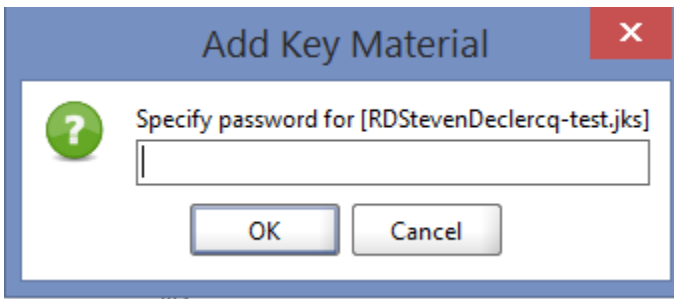 Add Key Material
Specify password for [RDStevenDeclercq-test.jks]
OK
Cancel